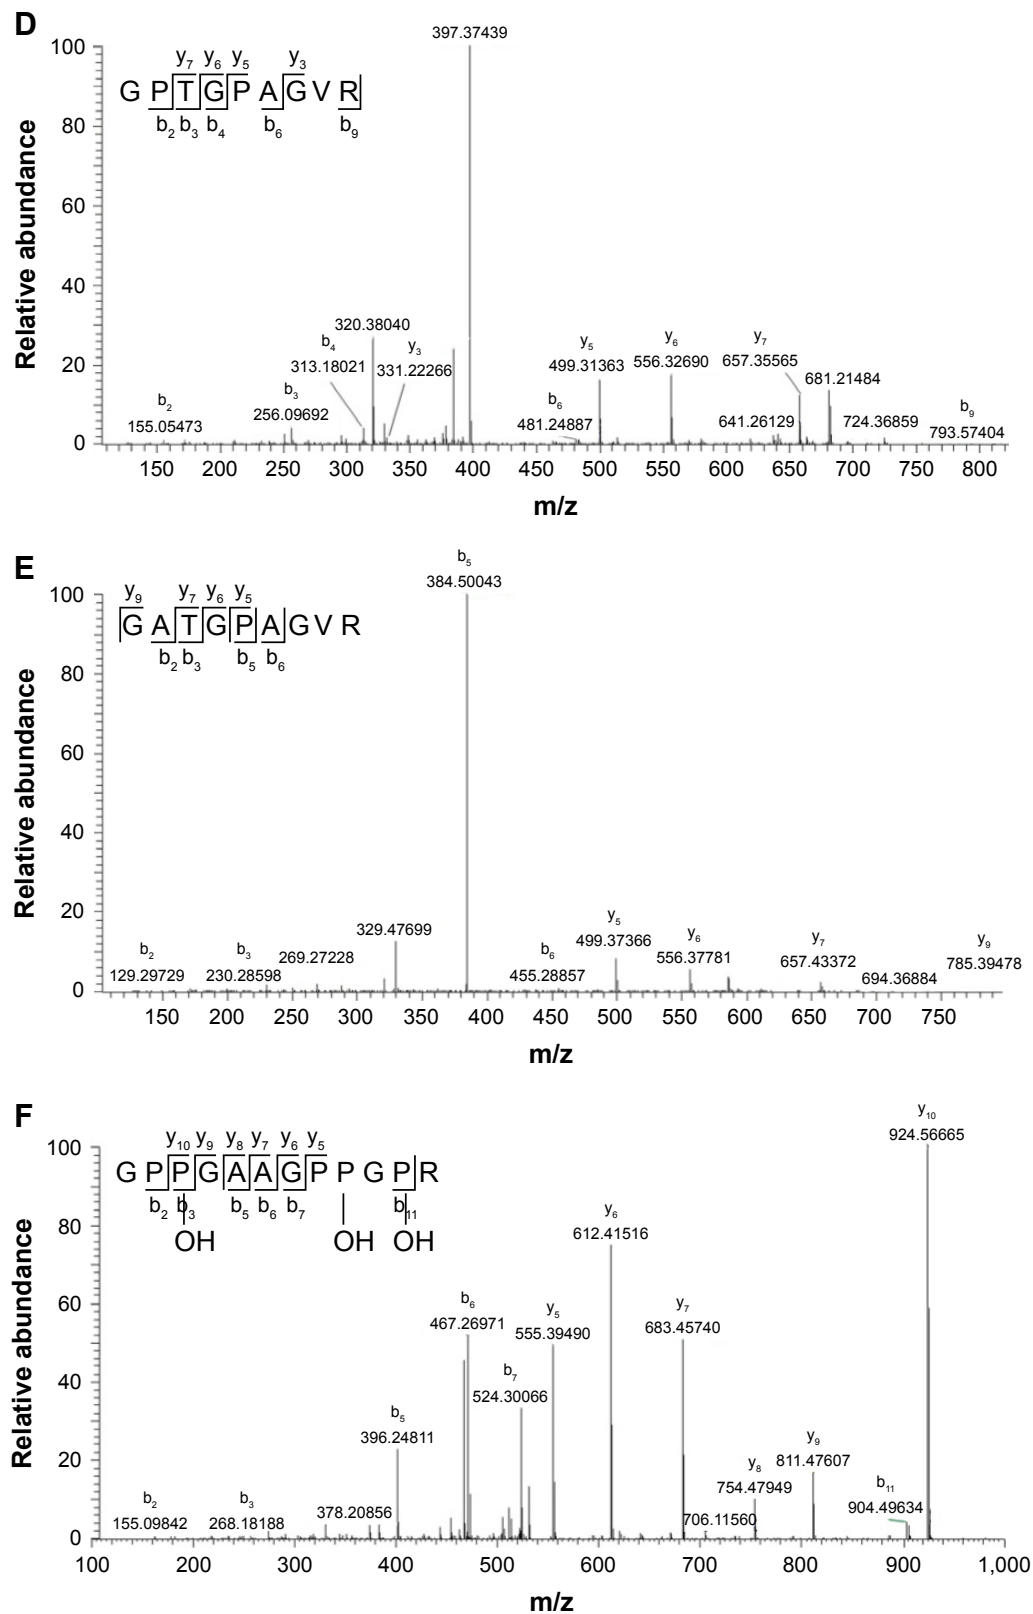 D
397.37439
y7 y6 y5 y3
G P T G P A G V R
b2 b3 b4 b6 b9
320.38040
b4
313.18021
y3
331.22266
b3
256.09692
b2
155.05473
y5
499.31363
y6
556.32690
y7
657.35565
681.21484
b6
481.24887
641.26129
724.36859
b9
793.57404
100
80
60
40
20
0
Relative abundance
150 200 250 300 350 400 450 500 550 600 650 700 750 800
m/z
E
b5
384.50043
y9 y7 y6 y5
G A T G P A G V R
b2 b3 b5 b6
329.47699
b2
129.29729
b3
230.28598
269.27228
b6
455.28857
y5
499.37366
y6
556.37781
y7
657.43372
694.36884
y9
785.39478
100
80
60
40
20
0
Relative abundance
150 200 250 300 350 400 450 500 550 600 650 700 750
m/z
F
y10
924.56665
y10 y9 y8 y7 y6 y5
G P P G A A G P P G P R
b2 b3 b5 b6 b7 b11
OH OH OH
y6
612.41516
b6
467.26971
y5
555.39490
y7
683.45740
b7
524.30066
b5
396.24811
y9
811.47607
y8
754.47949
b11
904.49634
b2
155.09842
b3
268.18188
378.20856
706.11560
100
80
60
40
20
0
Relative abundance
100 200 300 400 500 600 700 800 900 1,000
m/z